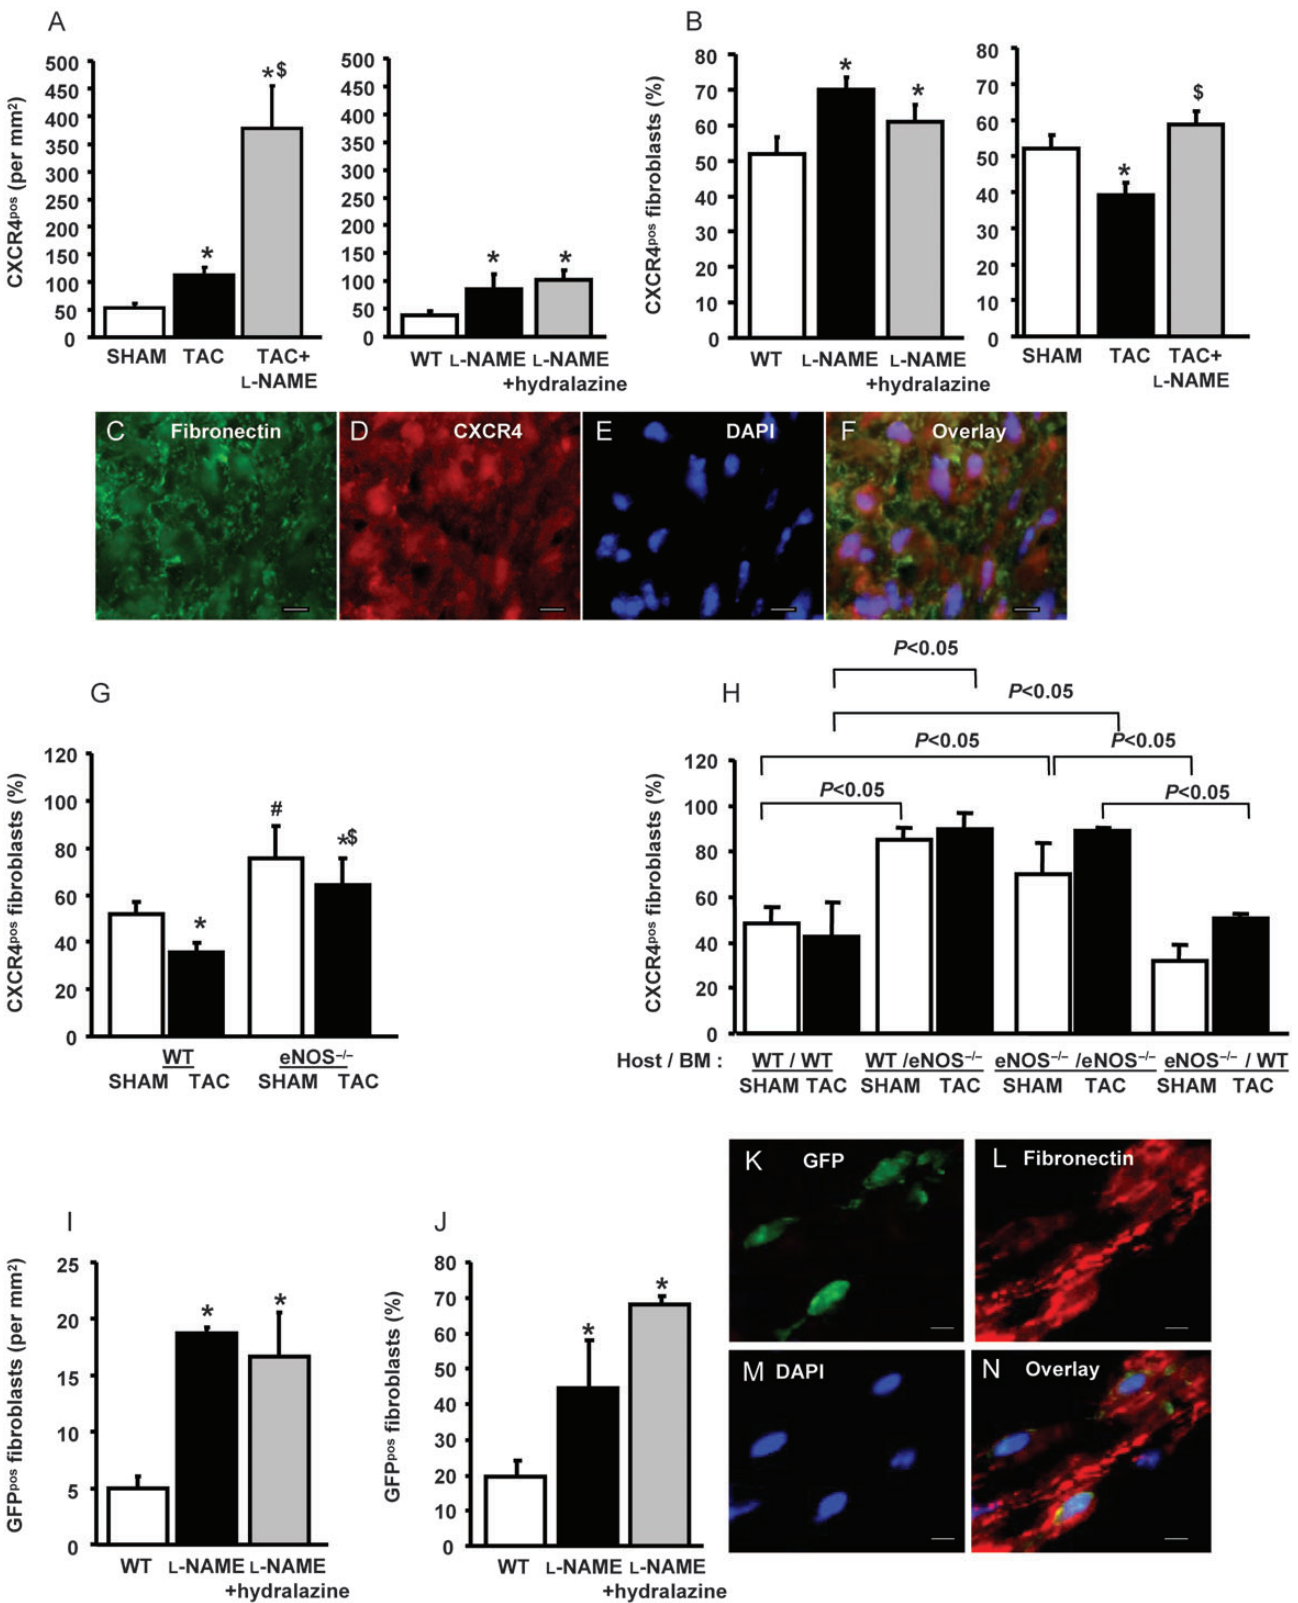 A
CXCR4pos (per mm2)
500
450
400
350
300
250
200
150
100
50
0
*
*$
SHAM TAC TAC+
L-NAME
500
450
400
350
300
250
200
150
100
50
0
*
*
WT L-NAME L-NAME
+hydralazine
B
CXCR4pos fibroblasts (%)
80
70
60
50
40
30
20
10
0
*
*
WT L-NAME L-NAME
+hydralazine
80
70
60
50
40
30
20
10
0
*
$
SHAM TAC TAC+
L-NAME
C Fibronectin
D CXCR4
E DAPI
F Overlay
G
CXCR4pos fibroblasts (%)
120
100
80
60
40
20
0
*
#
*$
WT eNOS–/–
SHAM TAC SHAM TAC
H
P<0.05
P<0.05
P<0.05 P<0.05
P<0.05 P<0.05
CXCR4pos fibroblasts (%)
120
100
80
60
40
20
0
Host / BM : WT / WT WT /eNOS–/– eNOS–/– /eNOS–/– eNOS–/– / WT
SHAM TAC SHAM TAC SHAM TAC SHAM TAC
I
GFPpos fibroblasts (per mm2)
25
20
15
10
5
0
*
*
WT L-NAME L-NAME
+hydralazine
J
GFPpos fibroblasts (%)
80
70
60
50
40
30
20
10
0
*
*
WT L-NAME L-NAME
+hydralazine
K GFP
L Fibronectin
M DAPI
N Overlay